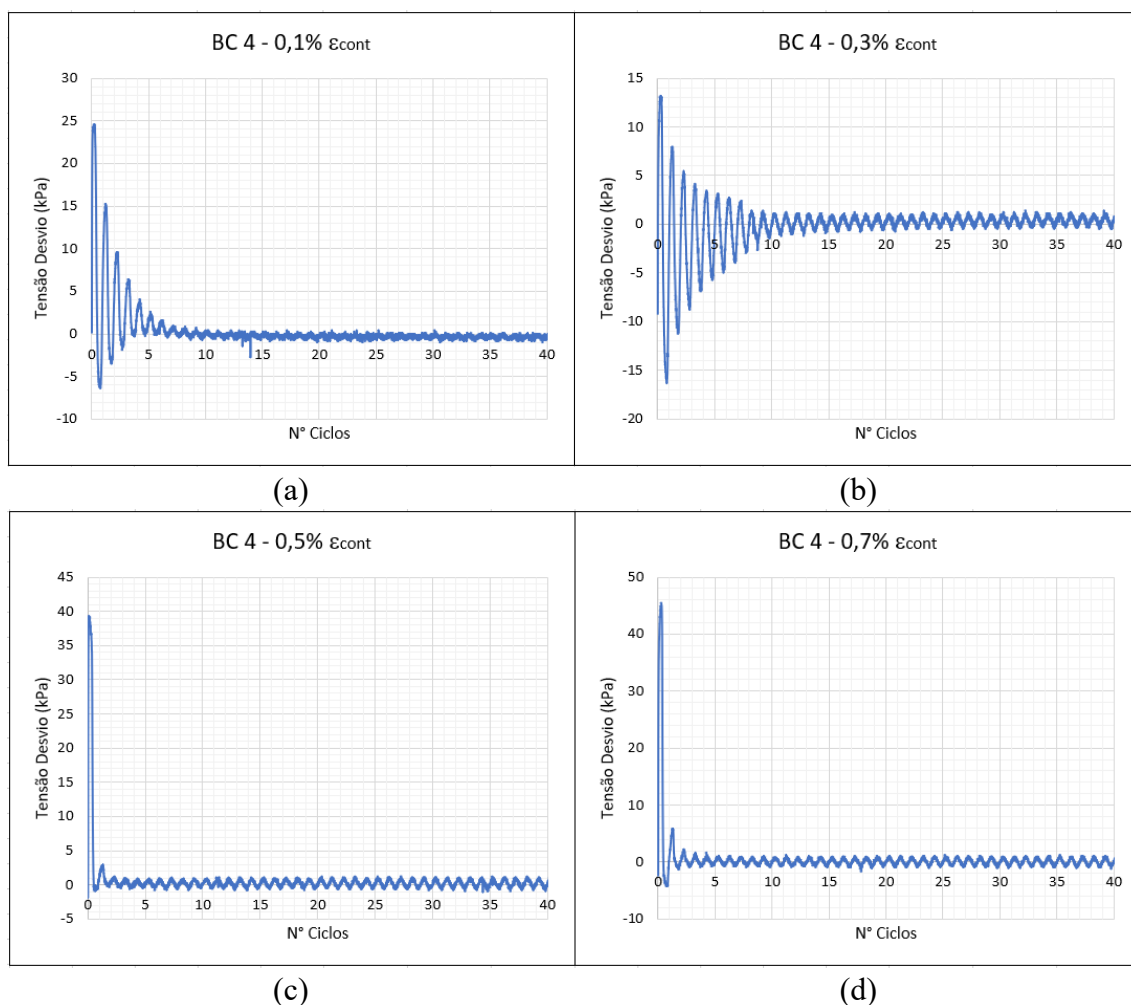 BC 4 - 0,1% εcont
Tensão Desvio (kPa)
30
25
20
15
10
5
0
-5
-10
0 5 10 15 20 25 30 35 40
N° Ciclos
(a)
BC 4 - 0,3% εcont
Tensão Desvio (kPa)
15
10
5
0
-5
-10
-15
-20
0 5 10 15 20 25 30 35 40
N° Ciclos
(b)
BC 4 - 0,5% εcont
Tensão Desvio (kPa)
45
40
35
30
25
20
15
10
5
0
-5
0 5 10 15 20 25 30 35 40
N° Ciclos
(c)
BC 4 - 0,7% εcont
Tensão Desvio (kPa)
50
40
30
20
10
0
-10
0 5 10 15 20 25 30 35 40
N° Ciclos
(d)